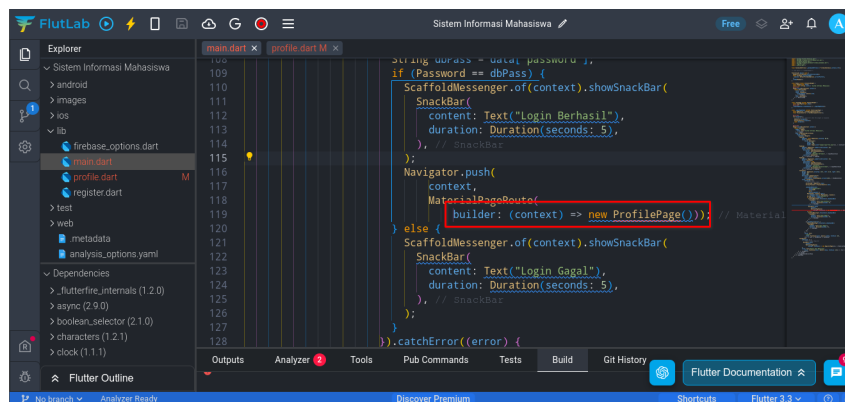 FlutLab
Sistem Informasi Mahasiswa
Free
A
Explorer
main.dart ×
profile.dart M ×
Sistem Informasi Mahasiswa
android
images
ios
lib
firebase_options.dart
main.dart
profile.dart M
register.dart
test
web
.metadata
analysis_options.yaml
Dependencies
_flutterfire_internals (1.2.0)
async (2.9.0)
boolean_selector (2.1.0)
characters (1.2.1)
clock (1.1.1)
Flutter Outline
1
108 String dbPass = data['password'];
109 if (Password == dbPass) {
110 ScaffoldMessenger.of(context).showSnackBar(
111 SnackBar(
112 content: Text("Login Berhasil"),
113 duration: Duration(seconds: 5),
114 ), // SnackBar
115 );
116 Navigator.push(
117 context,
118 MaterialPageRoute(
119 builder: (context) => new ProfilePage())); // Material
120 } else {
121 ScaffoldMessenger.of(context).showSnackBar(
122 SnackBar(
123 content: Text("Login Gagal"),
124 duration: Duration(seconds: 5),
125 ), // SnackBar
126 );
127 }
128 }).catchError((error) {
Outputs Analyzer 2 Tools Pub Commands Tests Build Git History
Flutter Documentation
No branch Analyzer Ready Discover Premium Shortcuts Flutter 3.3